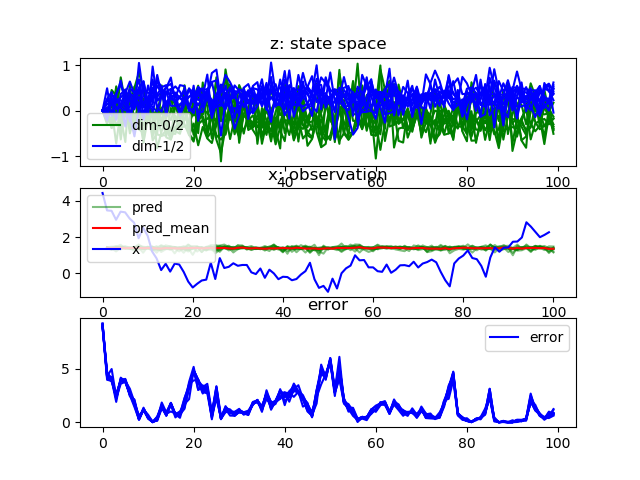 z: state space
1
0
−1
dim-0/2
dim-1/2
0 20 40 60 80 100
x: observation
4
2
0
pred
pred_mean
x
0 20 40 60 80 100
error
5
0
error
0 20 40 60 80 100